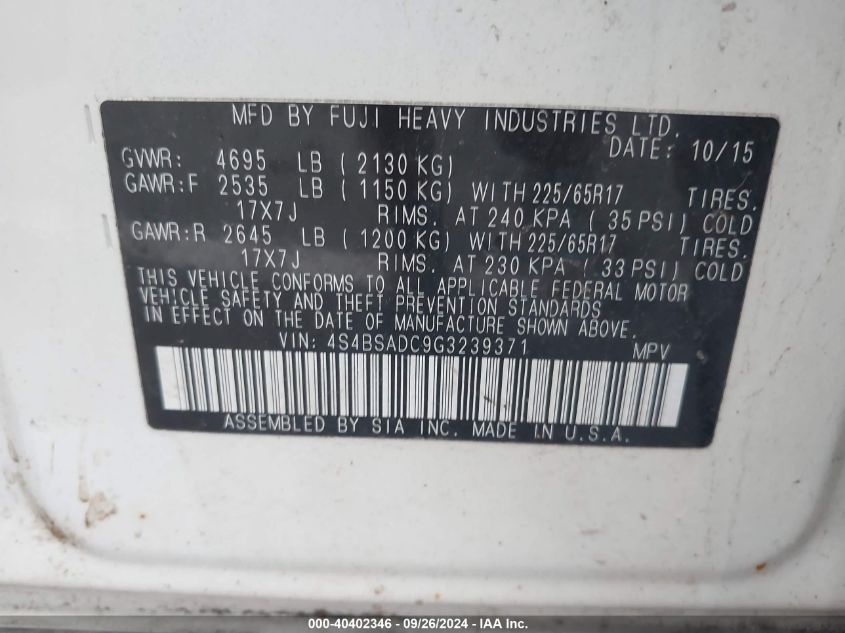 MFD BY FUJI HEAVY INDUSTRIES LTD.
DATE: 10/15
GVWR: 4695 LB ( 2130 KG)
GAWR:F 2535 LB ( 1150 KG) WITH 225/65R17 TIRES.
17X7J RIMS. AT 240 KPA ( 35 PSI) COLD
GAWR:R 2645 LB ( 1200 KG) WITH 225/65R17 TIRES.
17X7J RIMS. AT 230 KPA ( 33 PSI) COLD
THIS VEHICLE CONFORMS TO ALL APPLICABLE FEDERAL MOTOR
VEHICLE SAFETY AND THEFT PREVENTION STANDARDS
IN EFFECT ON THE DATE OF MANUFACTURE SHOWN ABOVE.
VIN: 4S4BSADC9G3239371 MPV
ASSEMBLED BY SIA INC. MADE IN U.S.A.
000-40402346 - 09/26/2024 - IAA Inc.